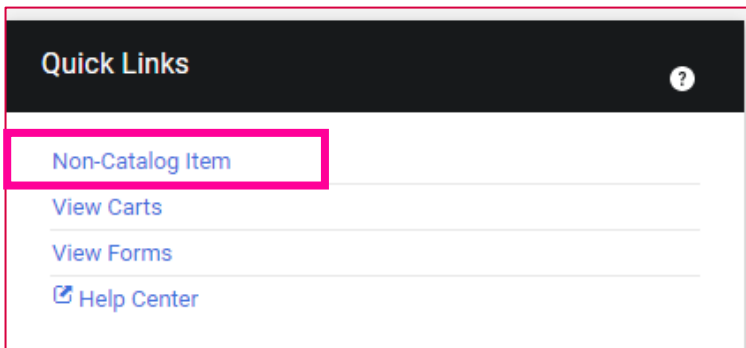 Quick Links
?
Non-Catalog Item
View Carts
View Forms
Help Center